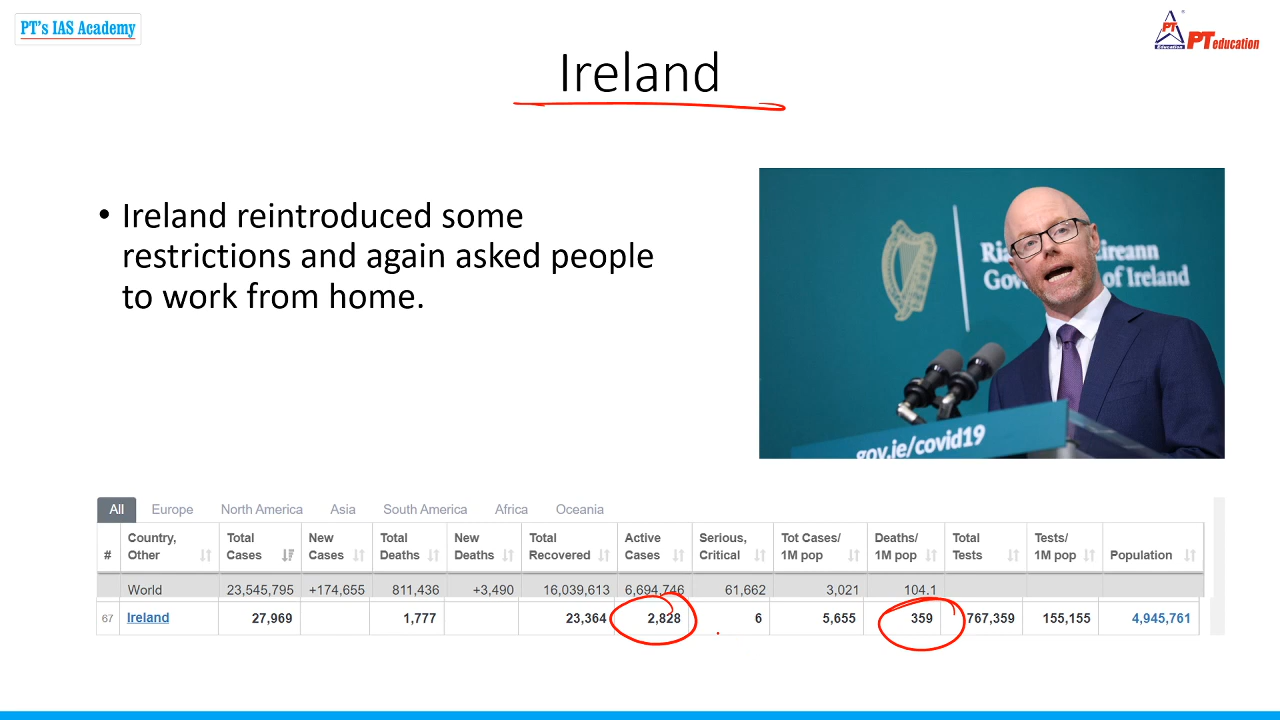 PT's IAS Academy
PT
Education
PT education
Ireland
• Ireland reintroduced some
restrictions and again asked people
to work from home.
Government of Ireland
gov.ie/covid19
All Europe North America Asia South America Africa Oceania
# Country, Other Total Cases New Cases Total Deaths New Deaths Total Recovered Active Cases Serious, Critical Tot Cases/ 1M pop Deaths/ 1M pop Total Tests Tests/ 1M pop Population
World 23,545,795 +174,655 811,436 +3,490 16,039,613 6,694,746 61,662 3,021 104.1
67 Ireland 27,969 1,777 23,364 2,828 6 5,655 359 767,359 155,155 4,945,761